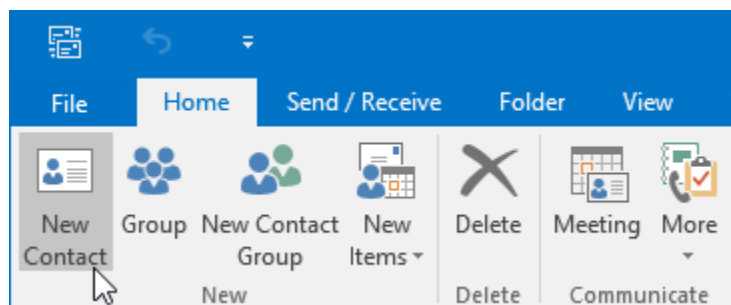 File Home Send / Receive Folder View
New Contact
Group
New Contact Group
New Items
Delete
Meeting
More
New Delete Communicate